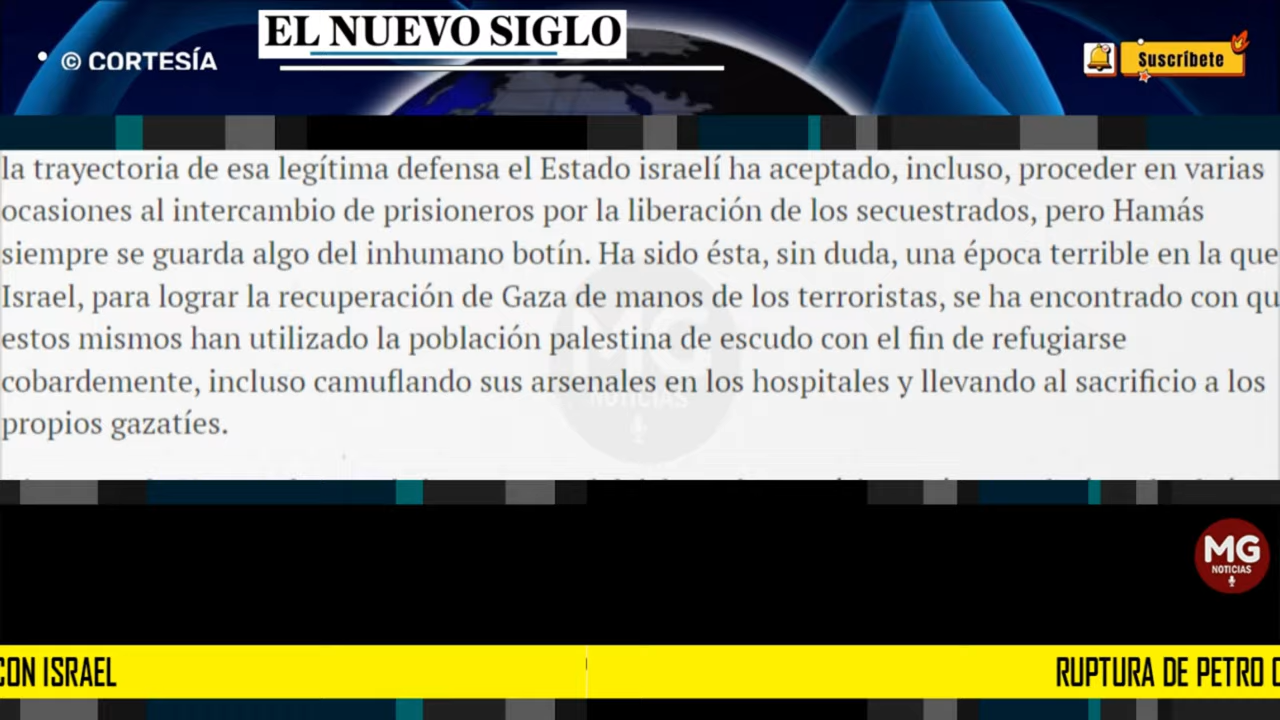 EL NUEVO SIGLO
© CORTESÍA
Suscríbete
la trayectoria de esa legítima defensa el Estado israelí ha aceptado, incluso, proceder en varias
ocasiones al intercambio de prisioneros por la liberación de los secuestrados, pero Hamás
siempre se guarda algo del inhumano botín. Ha sido ésta, sin duda, una época terrible en la que
Israel, para lograr la recuperación de Gaza de manos de los terroristas, se ha encontrado con qu
estos mismos han utilizado la población palestina de escudo con el fin de refugiarse
cobardemente, incluso camuflando sus arsenales en los hospitales y llevando al sacrificio a los
propios gazatíes.
MG
NOTICIAS
MG
NOTICIAS
CON ISRAEL
RUPTURA DE PETRO C